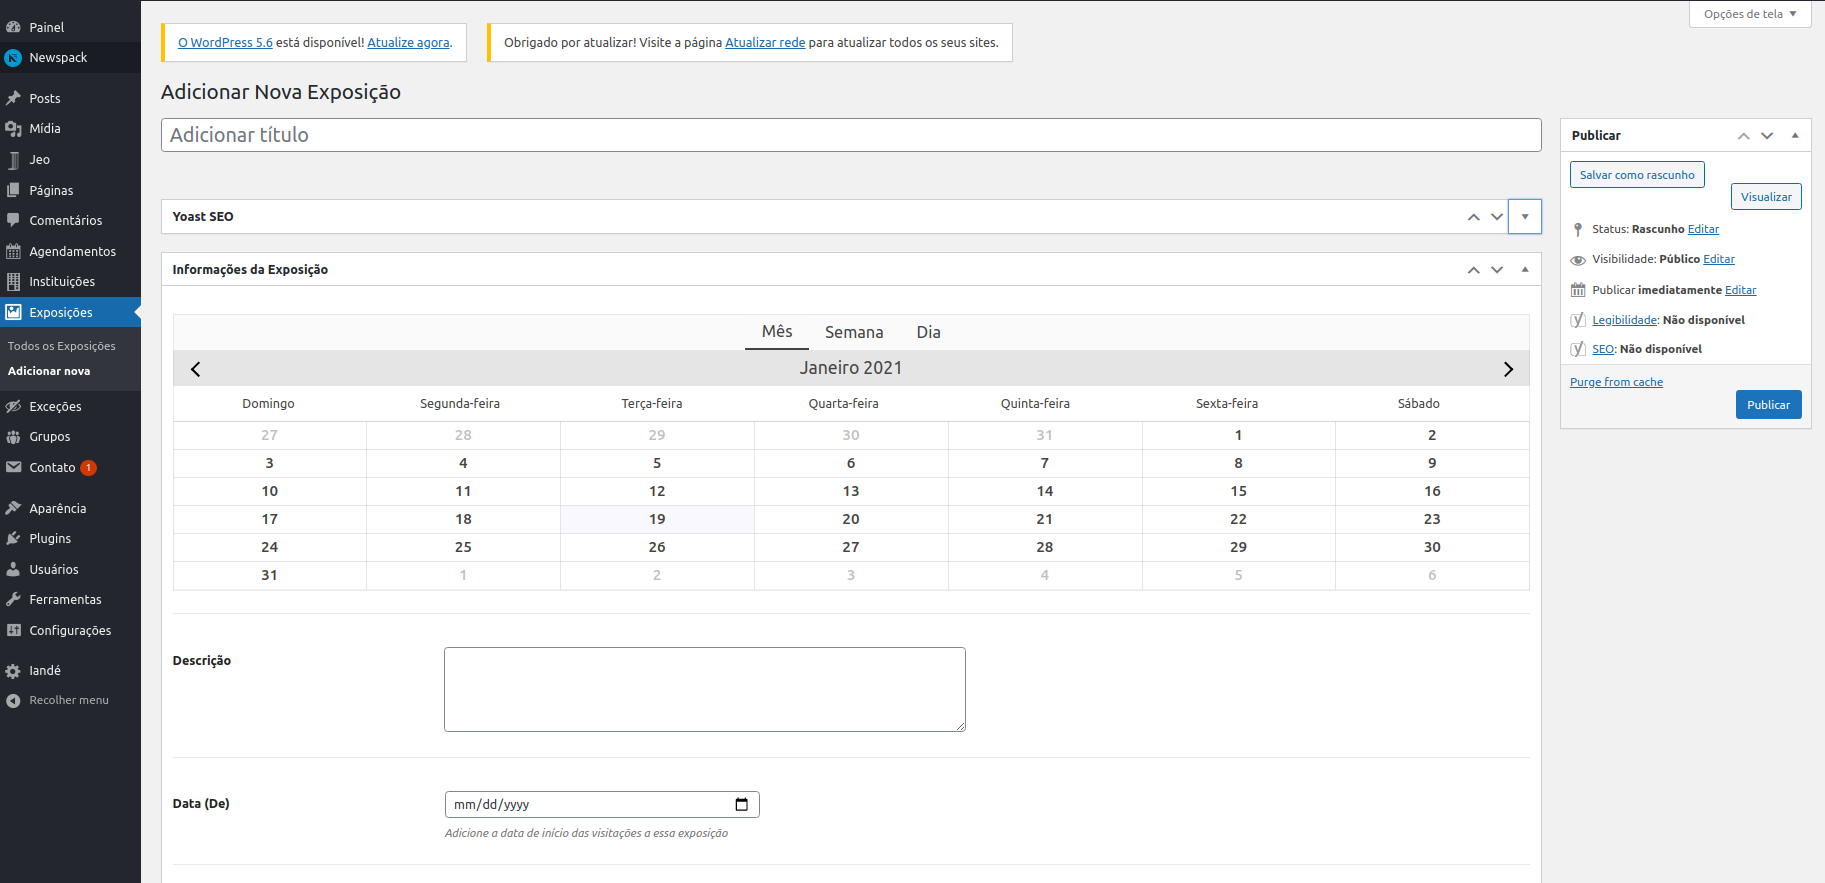 Painel
Newspack
Posts
Mídia
Jeo
Páginas
Comentários
Agendamentos
Instituições
Exposições
Todos os Exposições
Adicionar nova
Exceções
Grupos
Contato 1
Aparência
Plugins
Usuários
Ferramentas
Configurações
Iandé
Recolher menu
Opções de tela
O WordPress 5.6 está disponível! Atualize agora.
Obrigado por atualizar! Visite a página Atualizar rede para atualizar todos os seus sites.
Adicionar Nova Exposição
Adicionar título
Yoast SEO
Informações da Exposição
Mês Semana Dia
Janeiro 2021
Domingo Segunda-feira Terça-feira Quarta-feira Quinta-feira Sexta-feira Sábado
27 28 29 30 31 1 2
3 4 5 6 7 8 9
10 11 12 13 14 15 16
17 18 19 20 21 22 23
24 25 26 27 28 29 30
31 1 2 3 4 5 6
Descrição
Data (De)
mm/dd/yyyy
Adicione a data de início das visitações a essa exposição
Publicar
Salvar como rascunho
Visualizar
Status: Rascunho Editar
Visibilidade: Público Editar
Publicar imediatamente Editar
Legibilidade: Não disponível
SEO: Não disponível
Purge from cache
Publicar